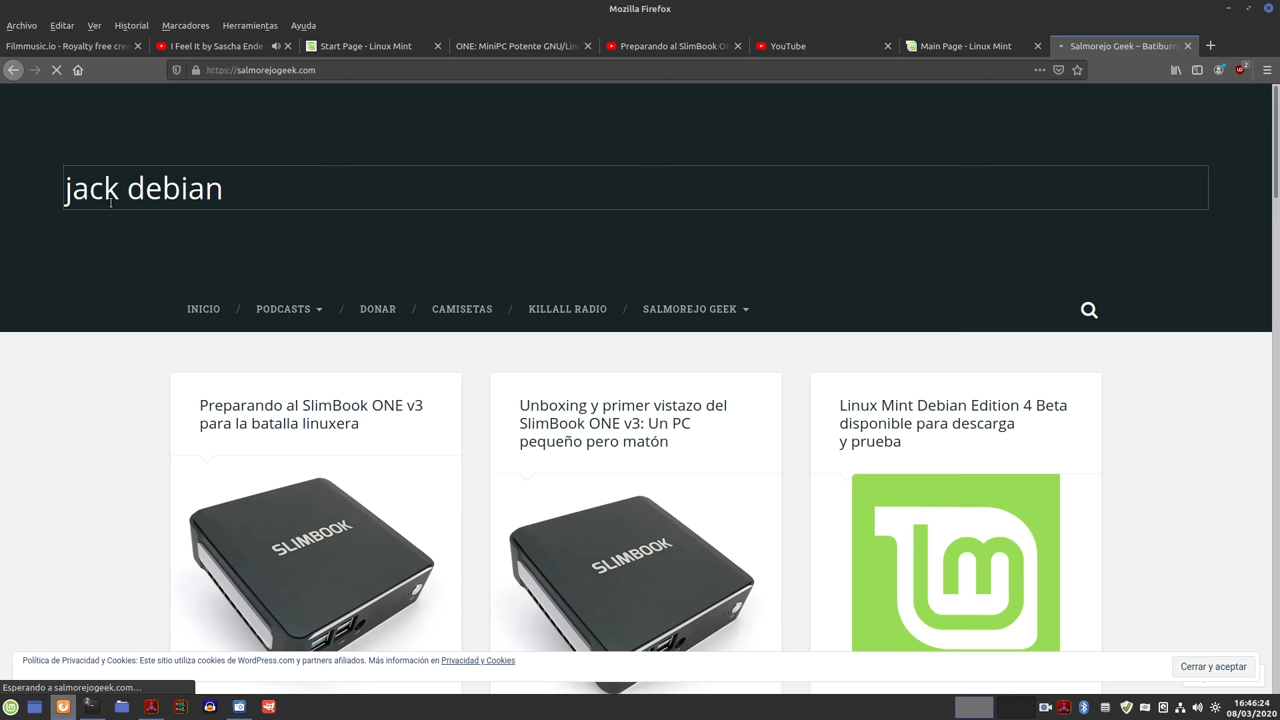 Mozilla Firefox
Archivo Editar Ver Historial Marcadores Herramientas Ayuda
Filmmusic.io - Royalty free crea
I Feel It by Sascha Ende
Start Page - Linux Mint
ONE: MiniPC Potente GNU/Lin
Preparando al SlimBook O
YouTube
Main Page - Linux Mint
Salmorejo Geek – Batiburr
https://salmorejogeek.com
2
jack debian
INICIO / PODCASTS / DONAR / CAMISETAS / KILLALL RADIO / SALMOREJO GEEK
Preparando al SlimBook ONE v3
para la batalla linuxera
Unboxing y primer vistazo del
SlimBook ONE v3: Un PC
pequeño pero matón
Linux Mint Debian Edition 4 Beta
disponible para descarga
y prueba
SLIMBOOK
SLIMBOOK
lm
Política de Privacidad y Cookies: Este sitio utiliza cookies de WordPress.com y partners afiliados. Más información en Privacidad y Cookies
Cerrar y aceptar
Esperando a salmorejogeek.com…
16:46:24
08/03/2020